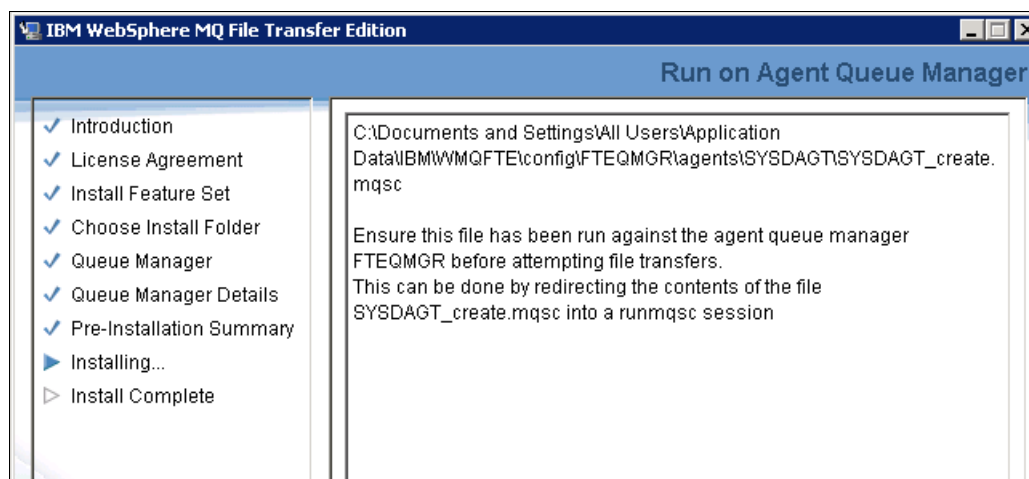 IBM WebSphere MQ File Transfer Edition
Run on Agent Queue Manager
Introduction
License Agreement
Install Feature Set
Choose Install Folder
Queue Manager
Queue Manager Details
Pre-Installation Summary
Installing...
Install Complete
C:\Documents and Settings\All Users\Application
Data\IBM\WMQFTE\config\FTEQMGR\agents\SYSDAGT\SYSDAGT_create.
mqsc
Ensure this file has been run against the agent queue manager
FTEQMGR before attempting file transfers.
This can be done by redirecting the contents of the file
SYSDAGT_create.mqsc into a runmqsc session